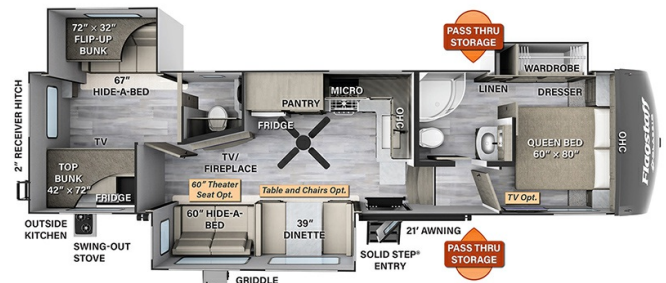 72" x 32"
FLIP-UP
BUNK
67"
HIDE-A-BED
2" RECEIVER HITCH
TV
TOP
BUNK
42" x 72"
FRIDGE
OUTSIDE
KITCHEN
SWING-OUT
STOVE
PANTRY
MICRO
FRIDGE
OHC
TV/
FIREPLACE
60" Theater
Seat Opt.
Table and Chairs Opt.
60" HIDE-A-
BED
39"
DINETTE
GRIDDLE
SOLID STEP®
ENTRY
21' AWNING
PASS THRU
STORAGE
WARDROBE
LINEN
DRESSER
QUEEN BED
60" x 80"
OHC
TV Opt.
Flagstaff
PASS THRU
STORAGE